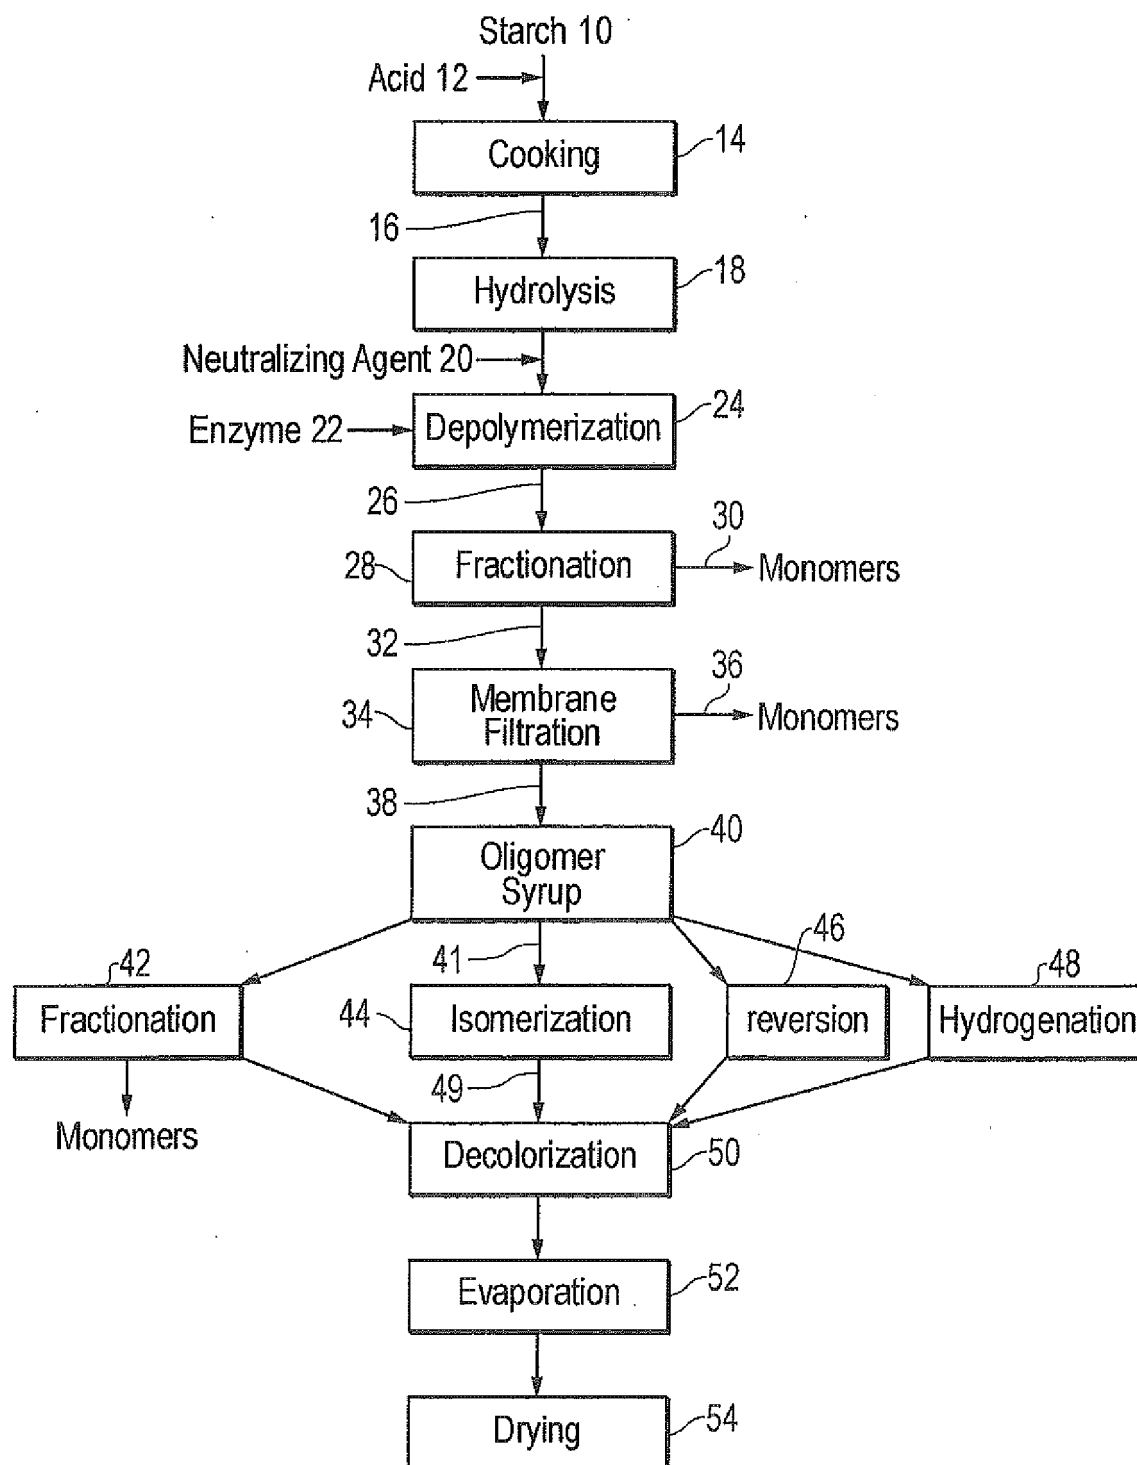 Starch 10
Acid 12
Cooking
14
16
Hydrolysis
18
Neutralizing Agent 20
Enzyme 22
Depolymerization
24
26
28
Fractionation
30
Monomers
32
34
Membrane
Filtration
36
Monomers
38
Oligomer
Syrup
40
42
41
46
48
Fractionation
44
Isomerization
reversion
Hydrogenation
49
Monomers
Decolorization
50
Evaporation
52
Drying
54